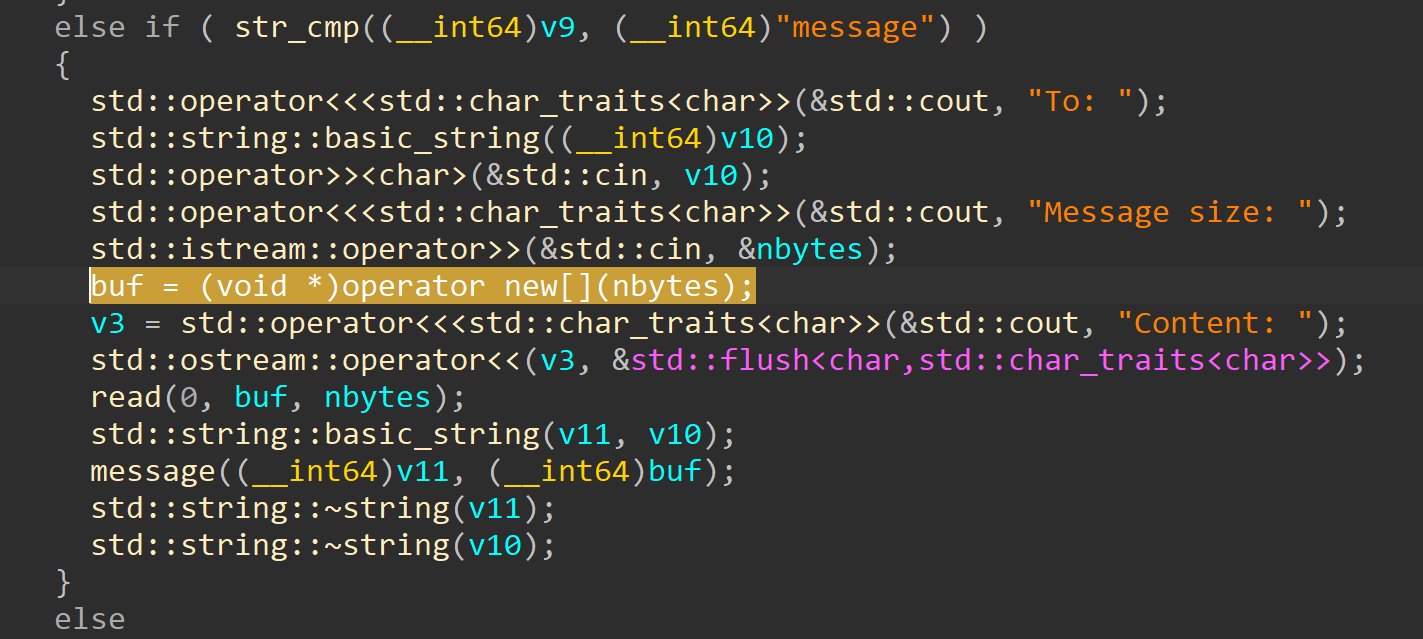 }
else if ( str_cmp((__int64)v9, (__int64)"message") )
{
std::operator<<<std::char_traits<char>>(&std::cout, "To: ");
std::string::basic_string((__int64)v10);
std::operator>><char>(&std::cin, v10);
std::operator<<<std::char_traits<char>>(&std::cout, "Message size: ");
std::istream::operator>>(&std::cin, &nbytes);
buf = (void *)operator new[](nbytes);
v3 = std::operator<<<std::char_traits<char>>(&std::cout, "Content: ");
std::ostream::operator<<(v3, &std::flush<char,std::char_traits<char>>);
read(0, buf, nbytes);
std::string::basic_string(v11, v10);
message((__int64)v11, (__int64)buf);
std::string::~string(v11);
std::string::~string(v10);
}
else